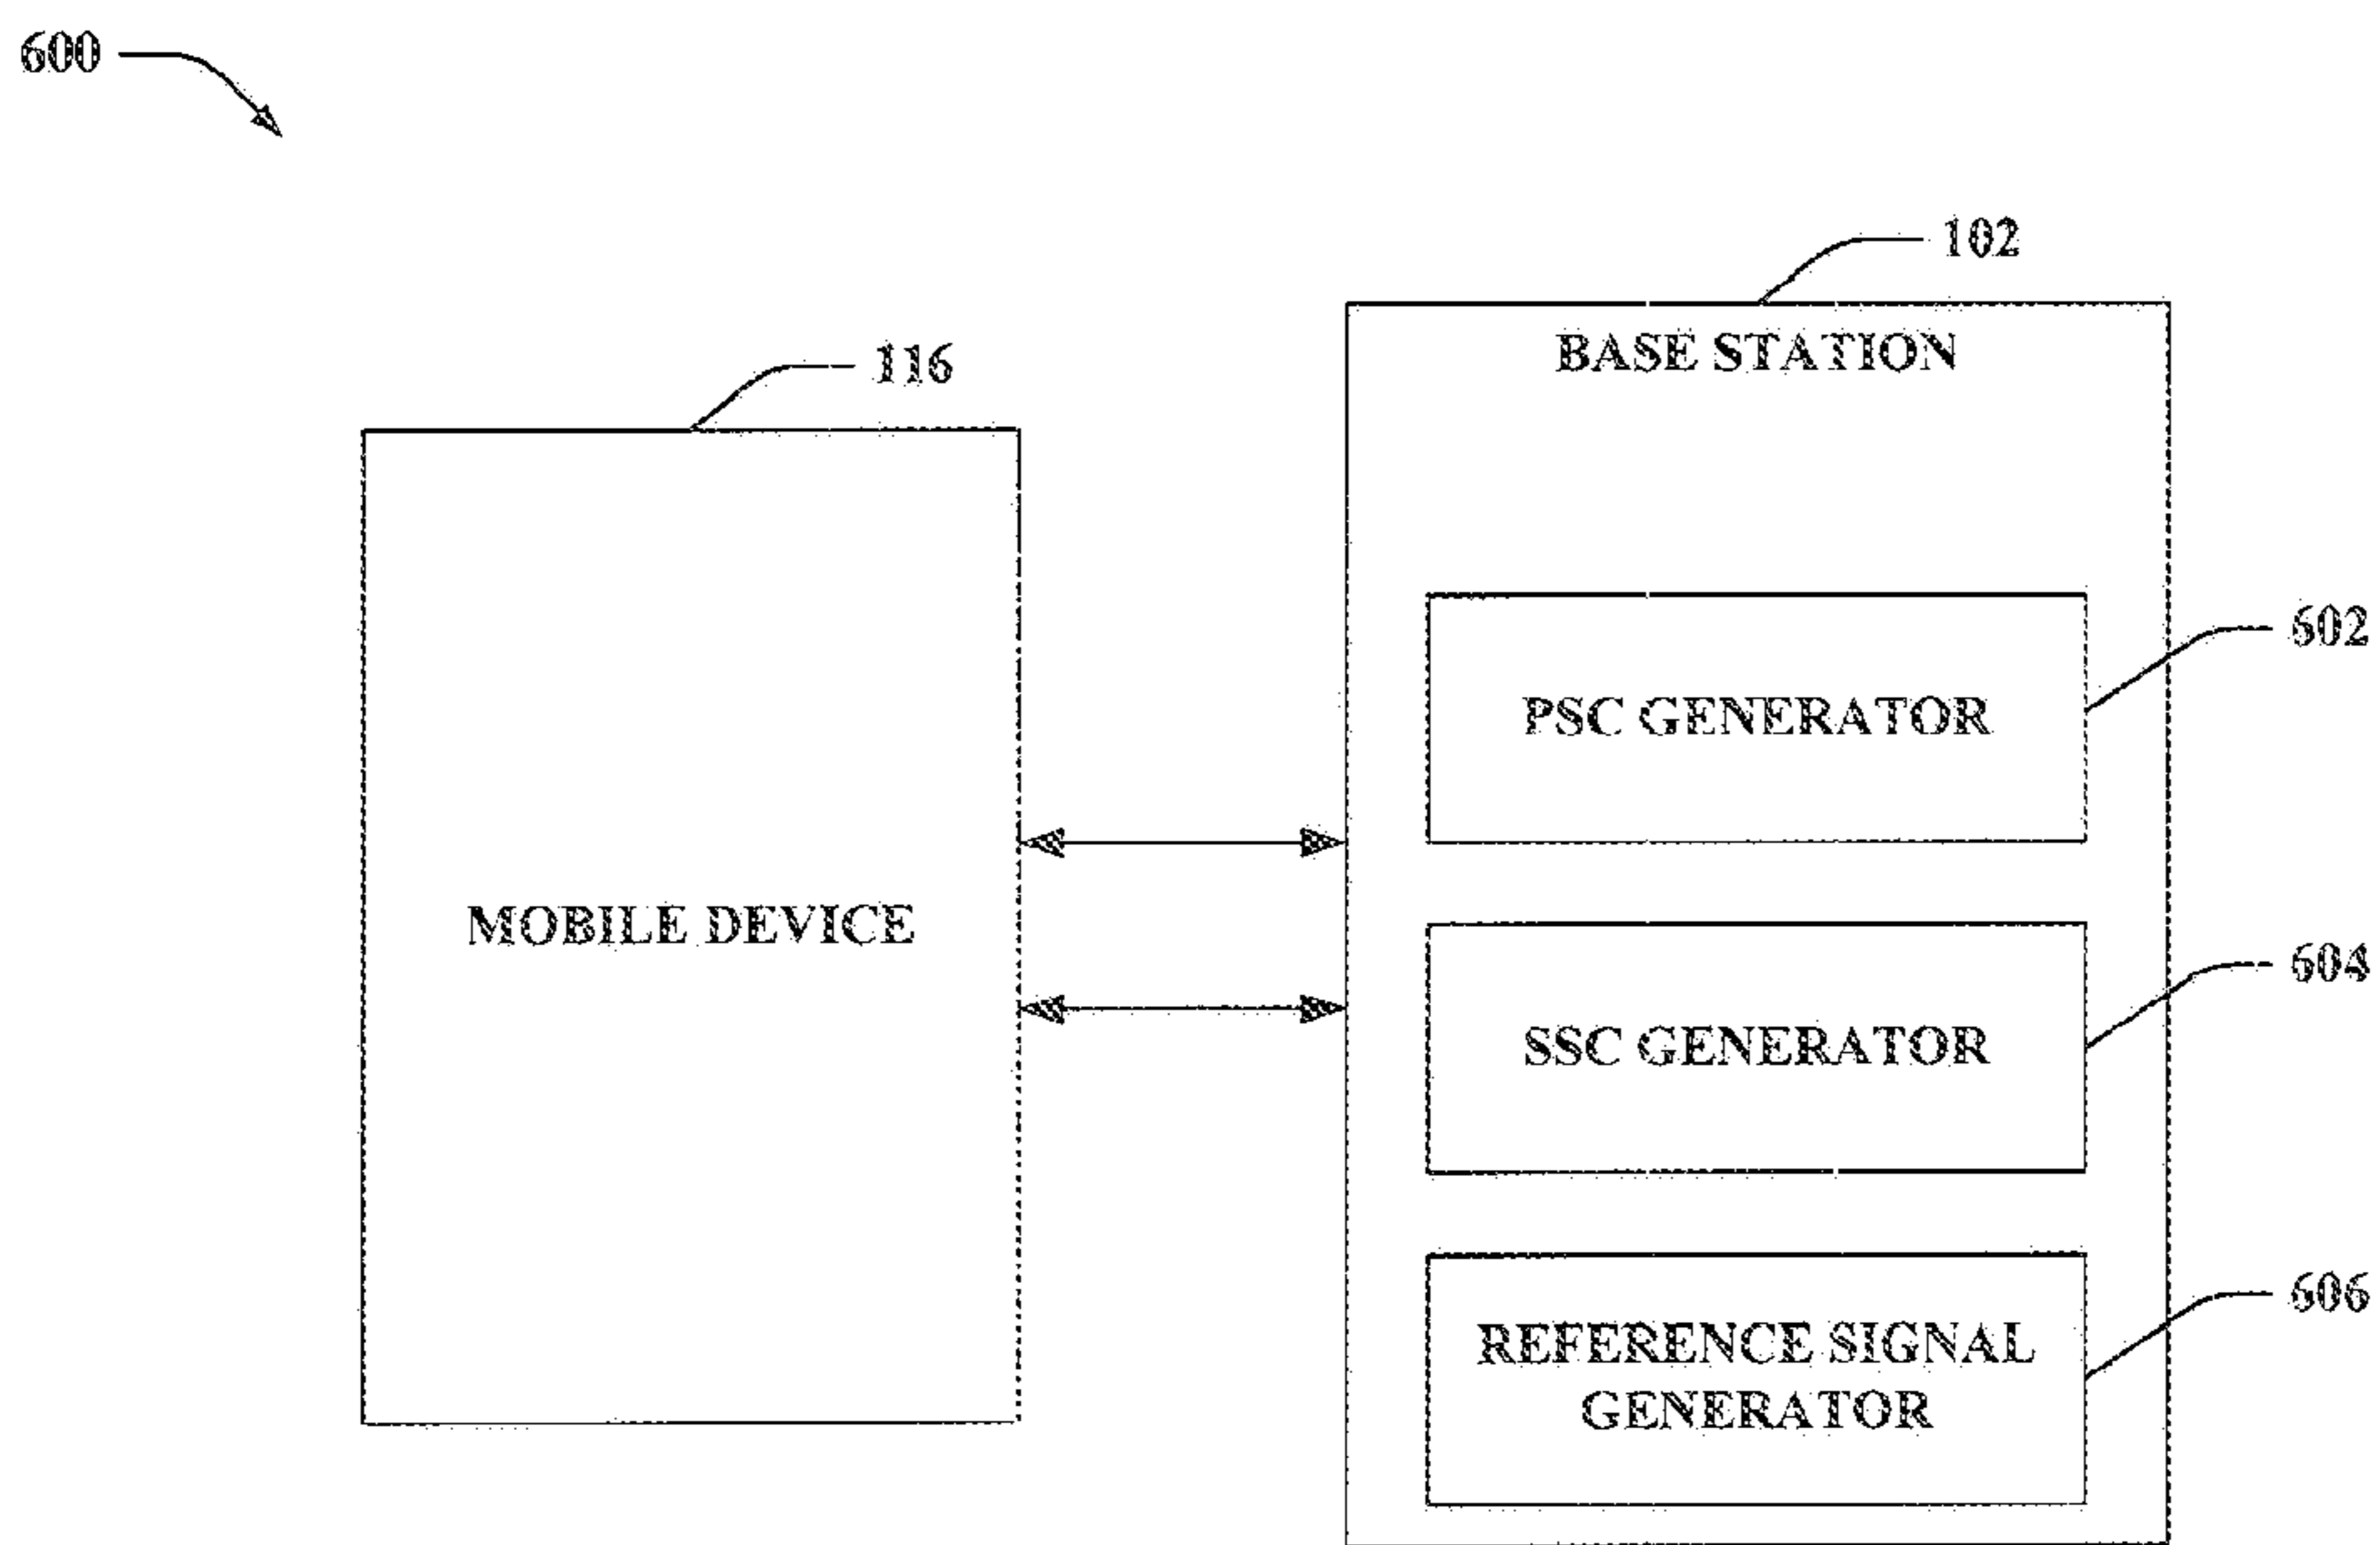 600
102
BASE STATION
116
602
PSC GENERATOR
MOBILE DEVICE
604
SSC GENERATOR
606
REFERENCE SIGNAL
GENERATOR